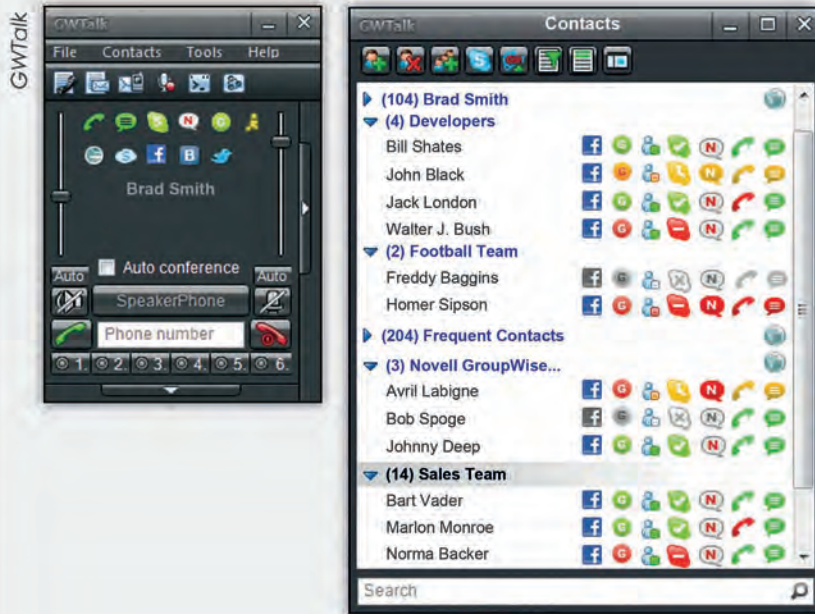 GWTalk
GWTalk
File Contacts Tools Help
Brad Smith
Auto conference
Auto Auto
SpeakerPhone
Phone number
1. 2. 3. 4. 5. 6.
GWTalk Contacts
(104) Brad Smith
(4) Developers
Bill Shates
John Black
Jack London
Walter J. Bush
(2) Football Team
Freddy Baggins
Homer Sipson
(204) Frequent Contacts
(3) Novell GroupWise...
Avril Labigne
Bob Spoge
Johnny Deep
(14) Sales Team
Bart Vader
Marlon Monroe
Norma Backer
Search